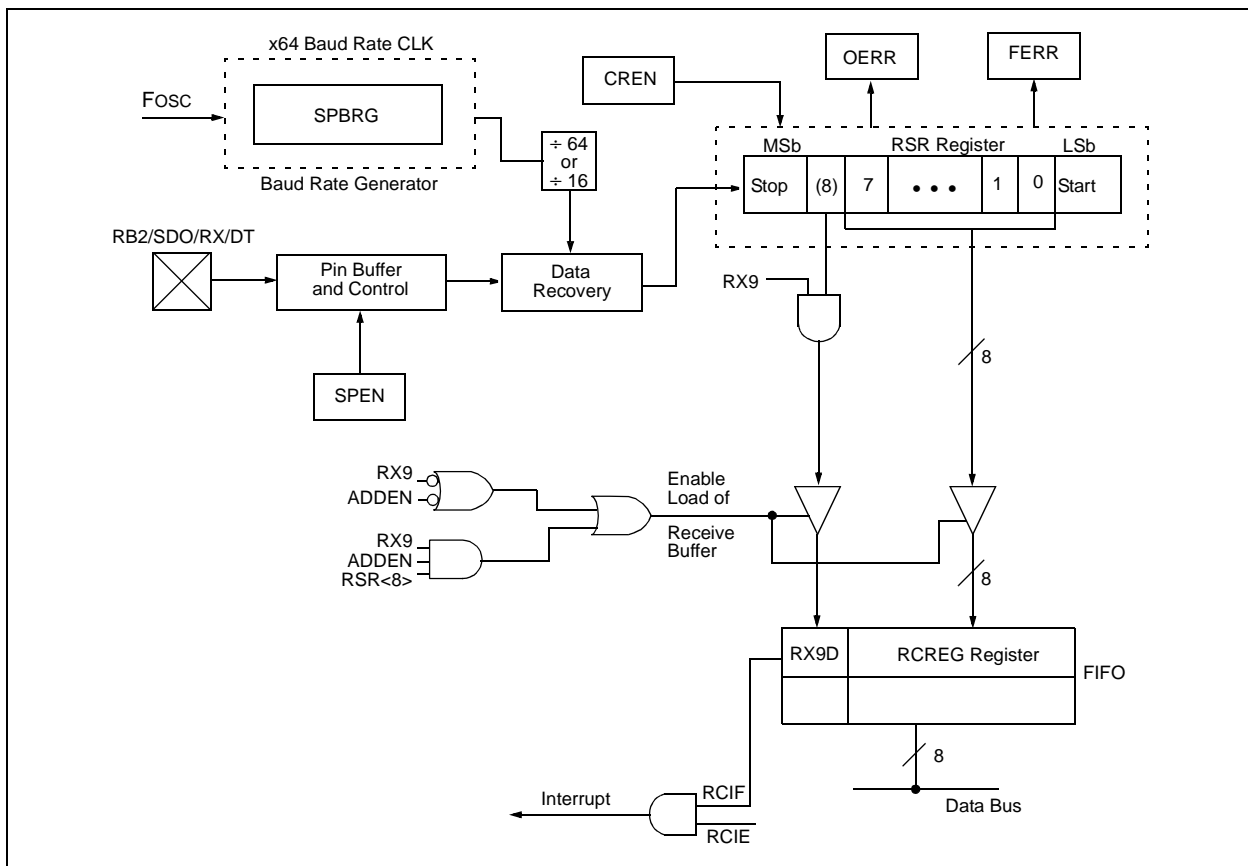 x64 Baud Rate CLK
FOSC
SPBRG
Baud Rate Generator
÷ 64
or
÷ 16
CREN
OERR
FERR
MSb
RSR Register
LSb
Stop
(8)
7
• • •
1
0
Start
RB2/SDO/RX/DT
Pin Buffer
and Control
Data
Recovery
SPEN
RX9
8
RX9
ADDEN
RX9
ADDEN
RSR<8>
Enable
Load of
Receive
Buffer
8
RX9D
RCREG Register
FIFO
8
Data Bus
Interrupt
RCIF
RCIE